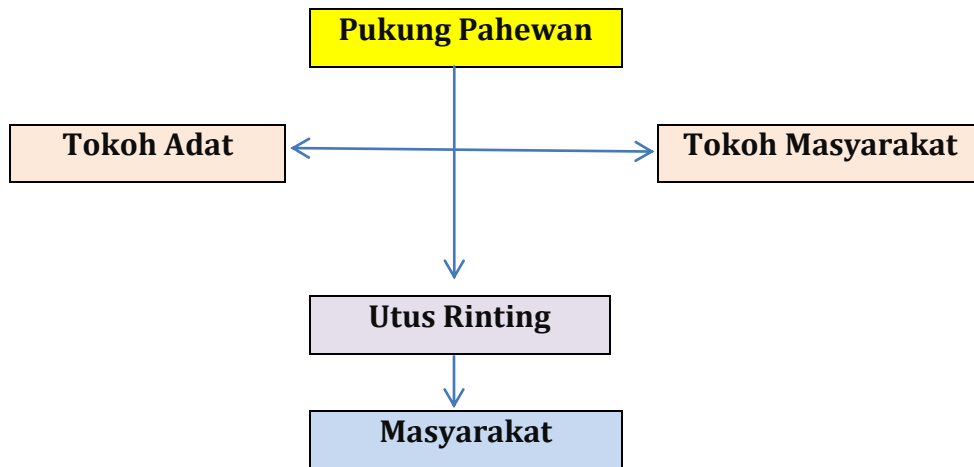 Pukung Pahewan
Tokoh Adat
Tokoh Masyarakat
Utus Rinting
Masyarakat